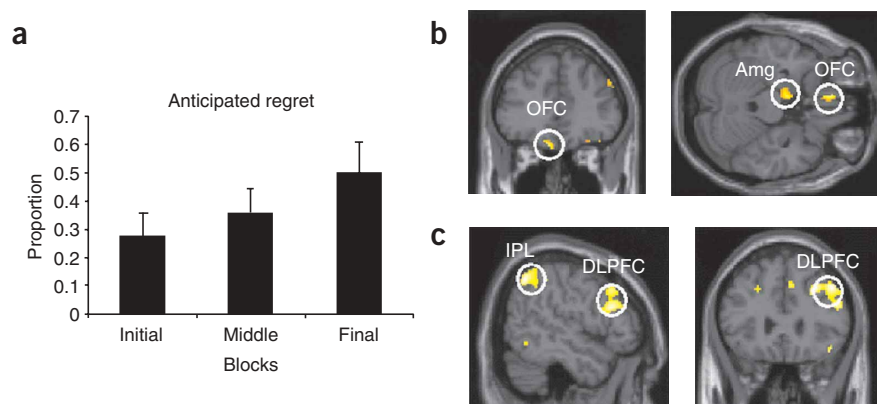 a
Anticipated regret
Proportion
0.7
0.6
0.5
0.4
0.3
0.2
0.1
0
Initial Middle Final
Blocks
b
OFC
Amg OFC
c
IPL DLPFC
DLPFC